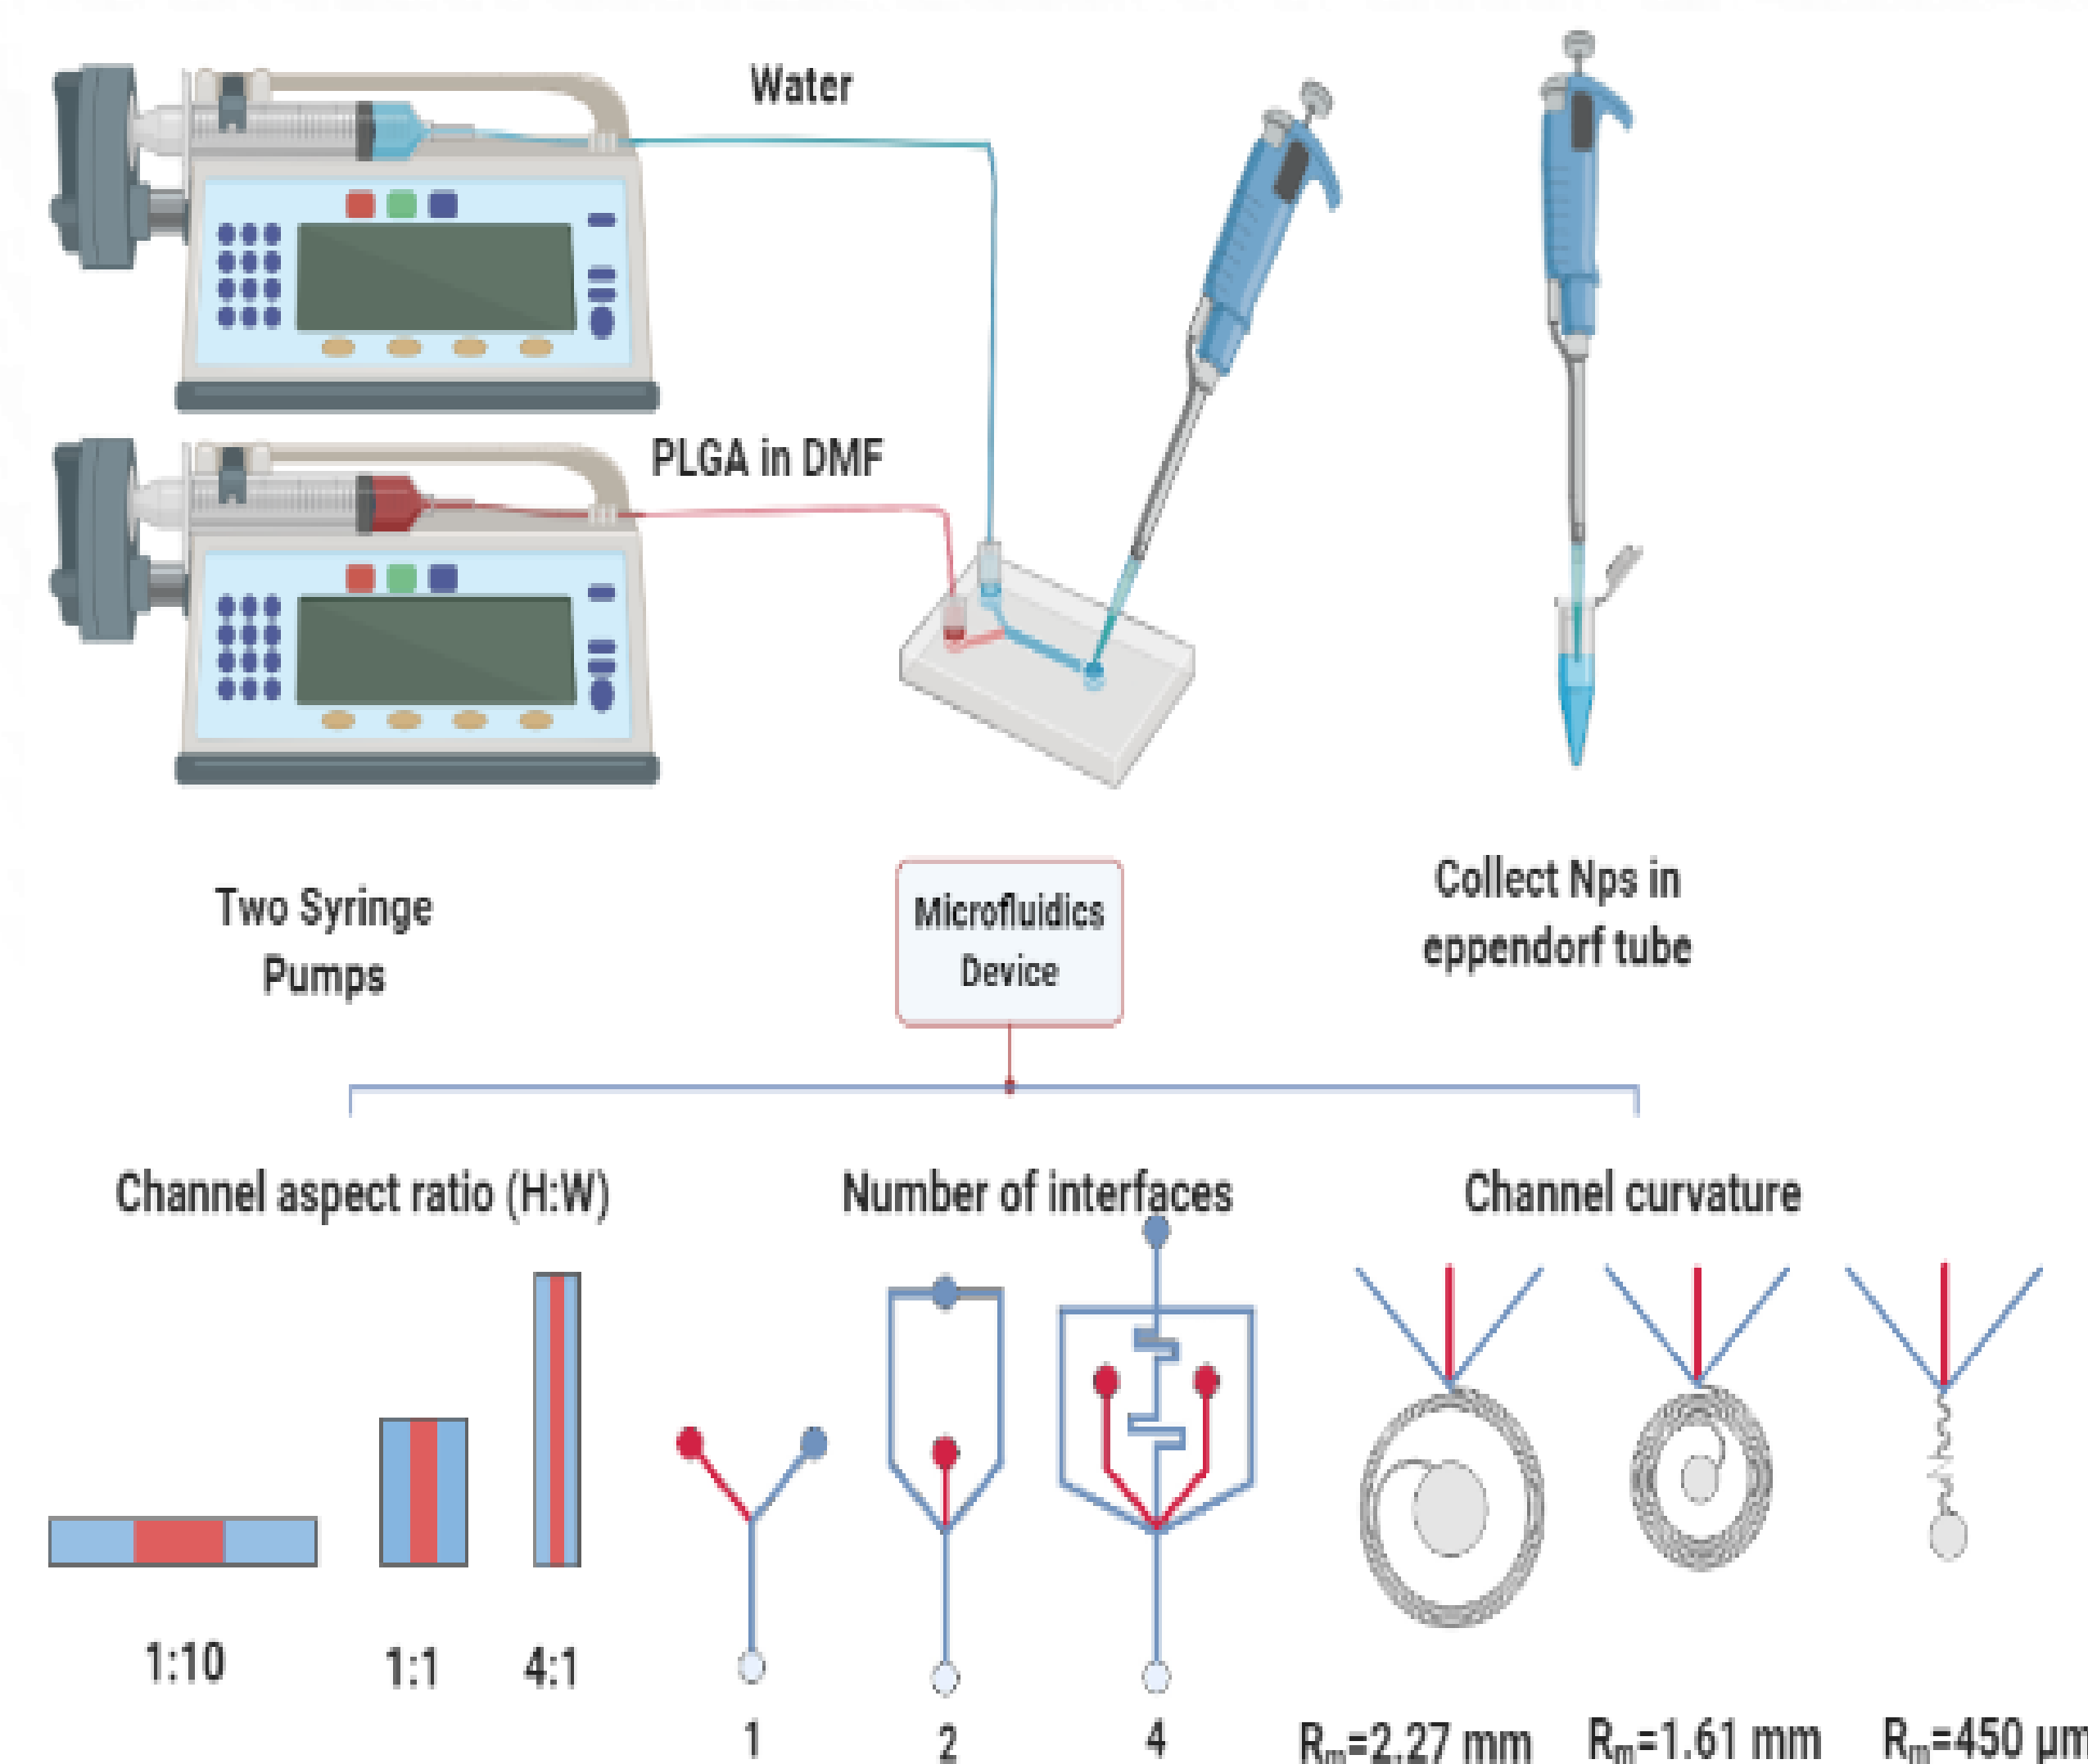 Water
PLGA in DMF
Two Syringe
Pumps
Microfluidics
Device
Collect Nps in
eppendorf tube
Channel aspect ratio (H:W)
Number of interfaces
Channel curvature
1:10
1:1
4:1
1
2
4
Rm=2.27 mm
Rm=1.61 mm
Rm=450 µm